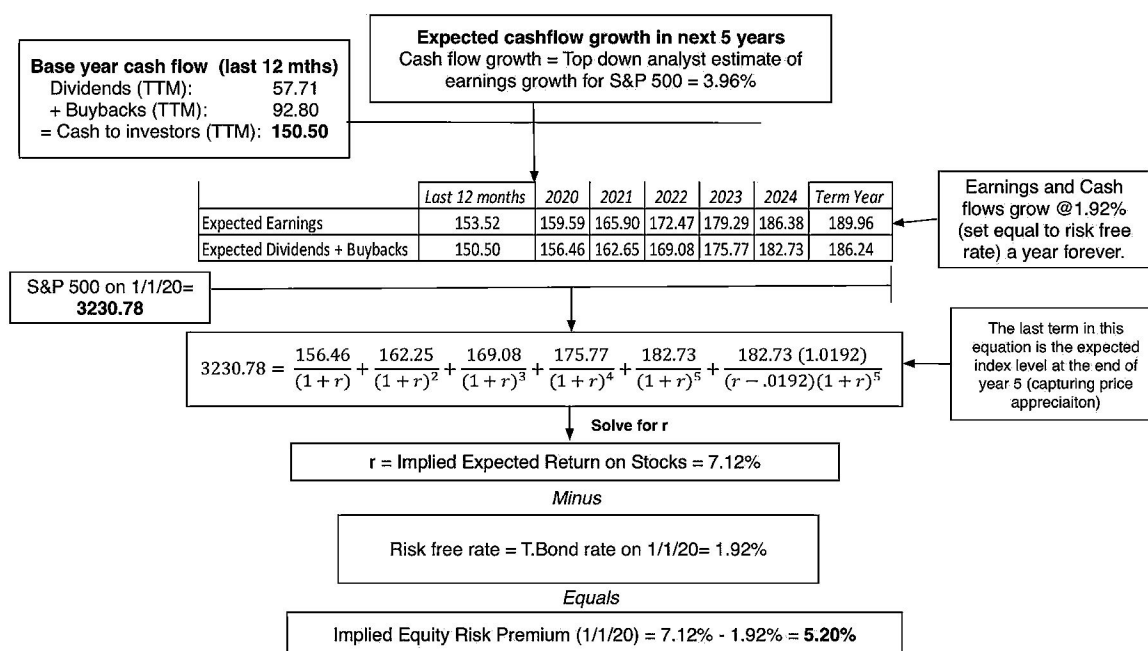 Expected cashflow growth in next 5 years
Cash flow growth = Top down analyst estimate of
earnings growth for S&P 500 = 3.96%
Base year cash flow (last 12 mths)
Dividends (TTM): 57.71
+ Buybacks (TTM): 92.80
= Cash to investors (TTM): 150.50
Last 12 months 2020 2021 2022 2023 2024 Term Year
Expected Earnings 153.52 159.59 165.90 172.47 179.29 186.38 189.96
Expected Dividends + Buybacks 150.50 156.46 162.65 169.08 175.77 182.73 186.24
Earnings and Cash
flows grow @1.92%
(set equal to risk free
rate) a year forever.
S&P 500 on 1/1/20=
3230.78
3230.78 = 156.46/(1+r) + 162.25/(1+r)² + 169.08/(1+r)³ + 175.77/(1+r)⁴ + 182.73/(1+r)⁵ + 182.73 (1.0192)/(r−.0192)(1+r)⁵
The last term in this
equation is the expected
index level at the end of
year 5 (capturing price
appreciaiton)
Solve for r
r = Implied Expected Return on Stocks = 7.12%
Minus
Risk free rate = T.Bond rate on 1/1/20= 1.92%
Equals
Implied Equity Risk Premium (1/1/20) = 7.12% - 1.92% = 5.20%